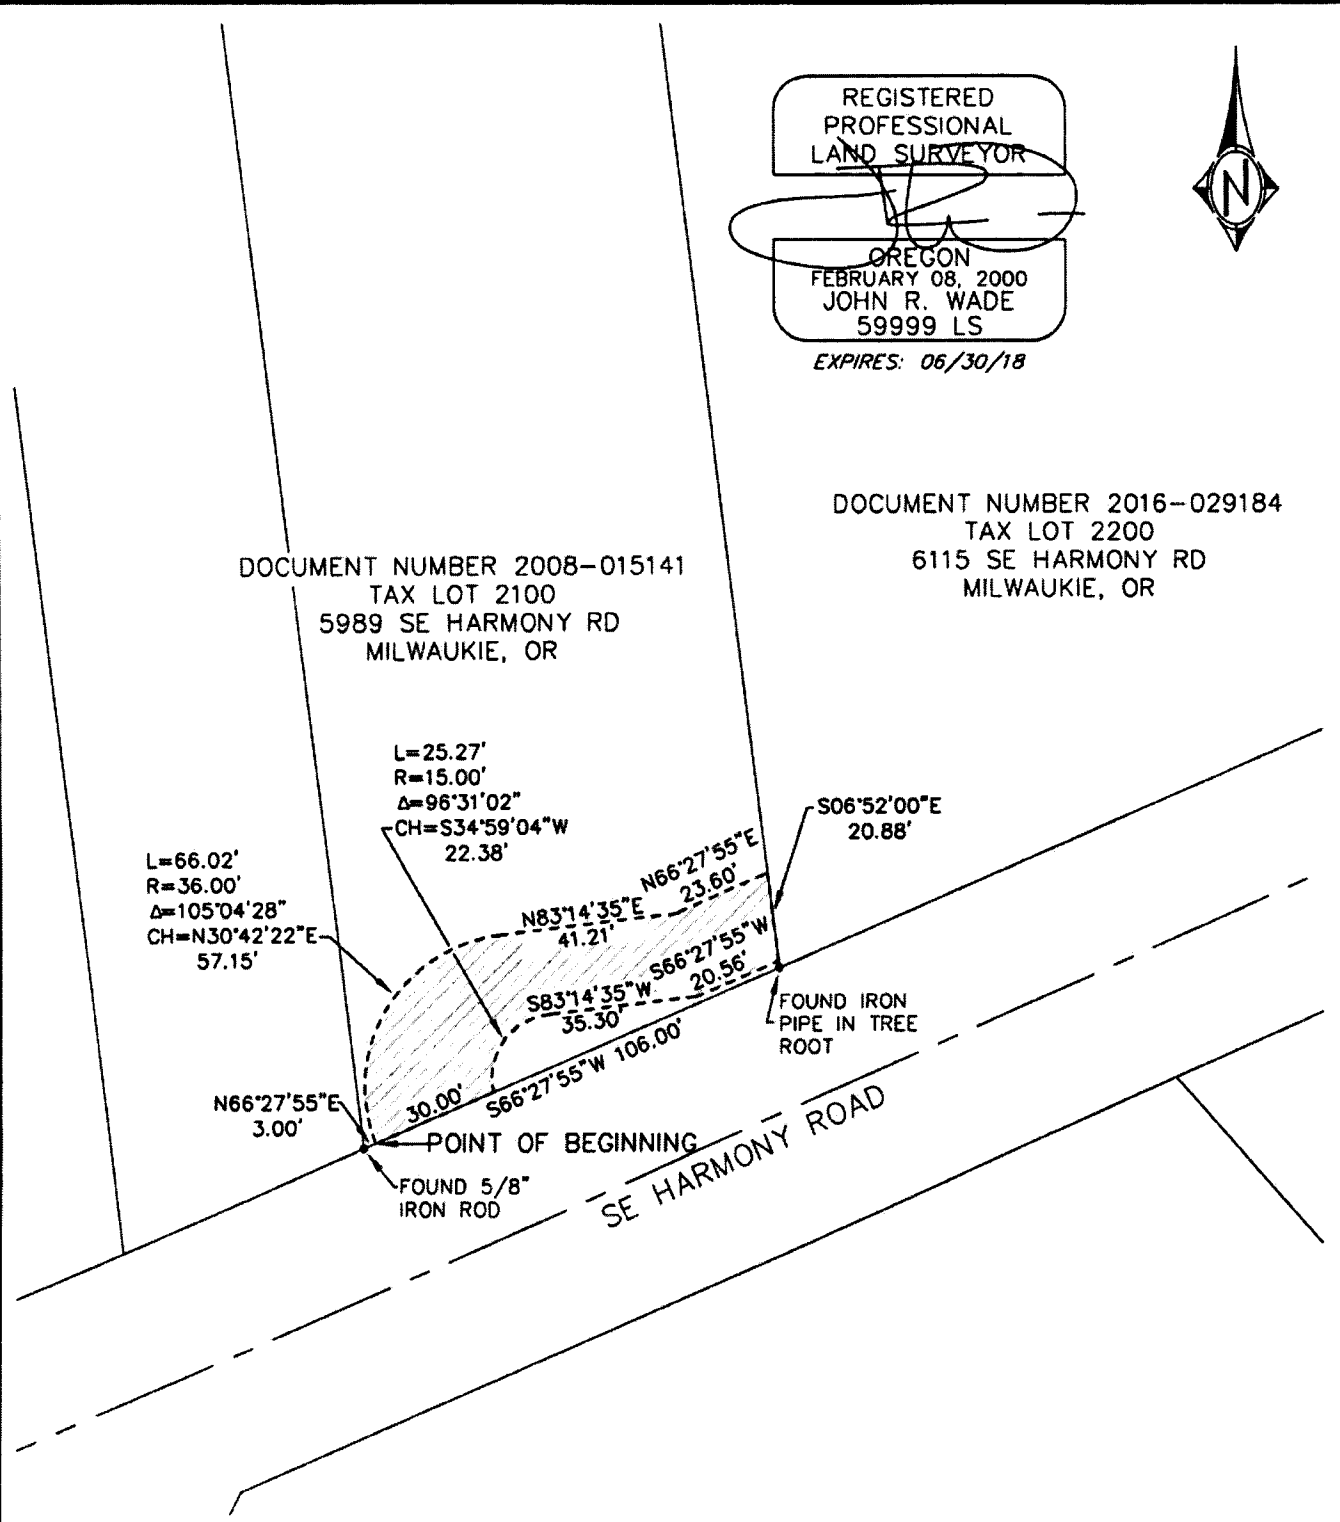 REGISTERED
PROFESSIONAL
LAND SURVEYOR
N
OREGON
FEBRUARY 08, 2000
JOHN R. WADE
59999 LS
EXPIRES: 06/30/18
DOCUMENT NUMBER 2016-029184
TAX LOT 2200
6115 SE HARMONY RD
MILWAUKIE, OR
DOCUMENT NUMBER 2008-015141
TAX LOT 2100
5989 SE HARMONY RD
MILWAUKIE, OR
L=25.27'
R=15.00'
Δ=96°31'02"
CH=S34°59'04"W
22.38'
S06°52'00"E
20.88'
L=66.02'
R=36.00'
Δ=105°04'28"
CH=N30°42'22"E
57.15'
N66°27'55"E
23.60'
N83°14'35"E
41.21'
S66°27'55"W
20.56'
S83°14'35"W
35.30'
FOUND IRON
PIPE IN TREE
ROOT
S66°27'55"W 106.00'
30.00'
N66°27'55"E
3.00'
POINT OF BEGINNING
FOUND 5/8"
IRON ROD
SE HARMONY ROAD